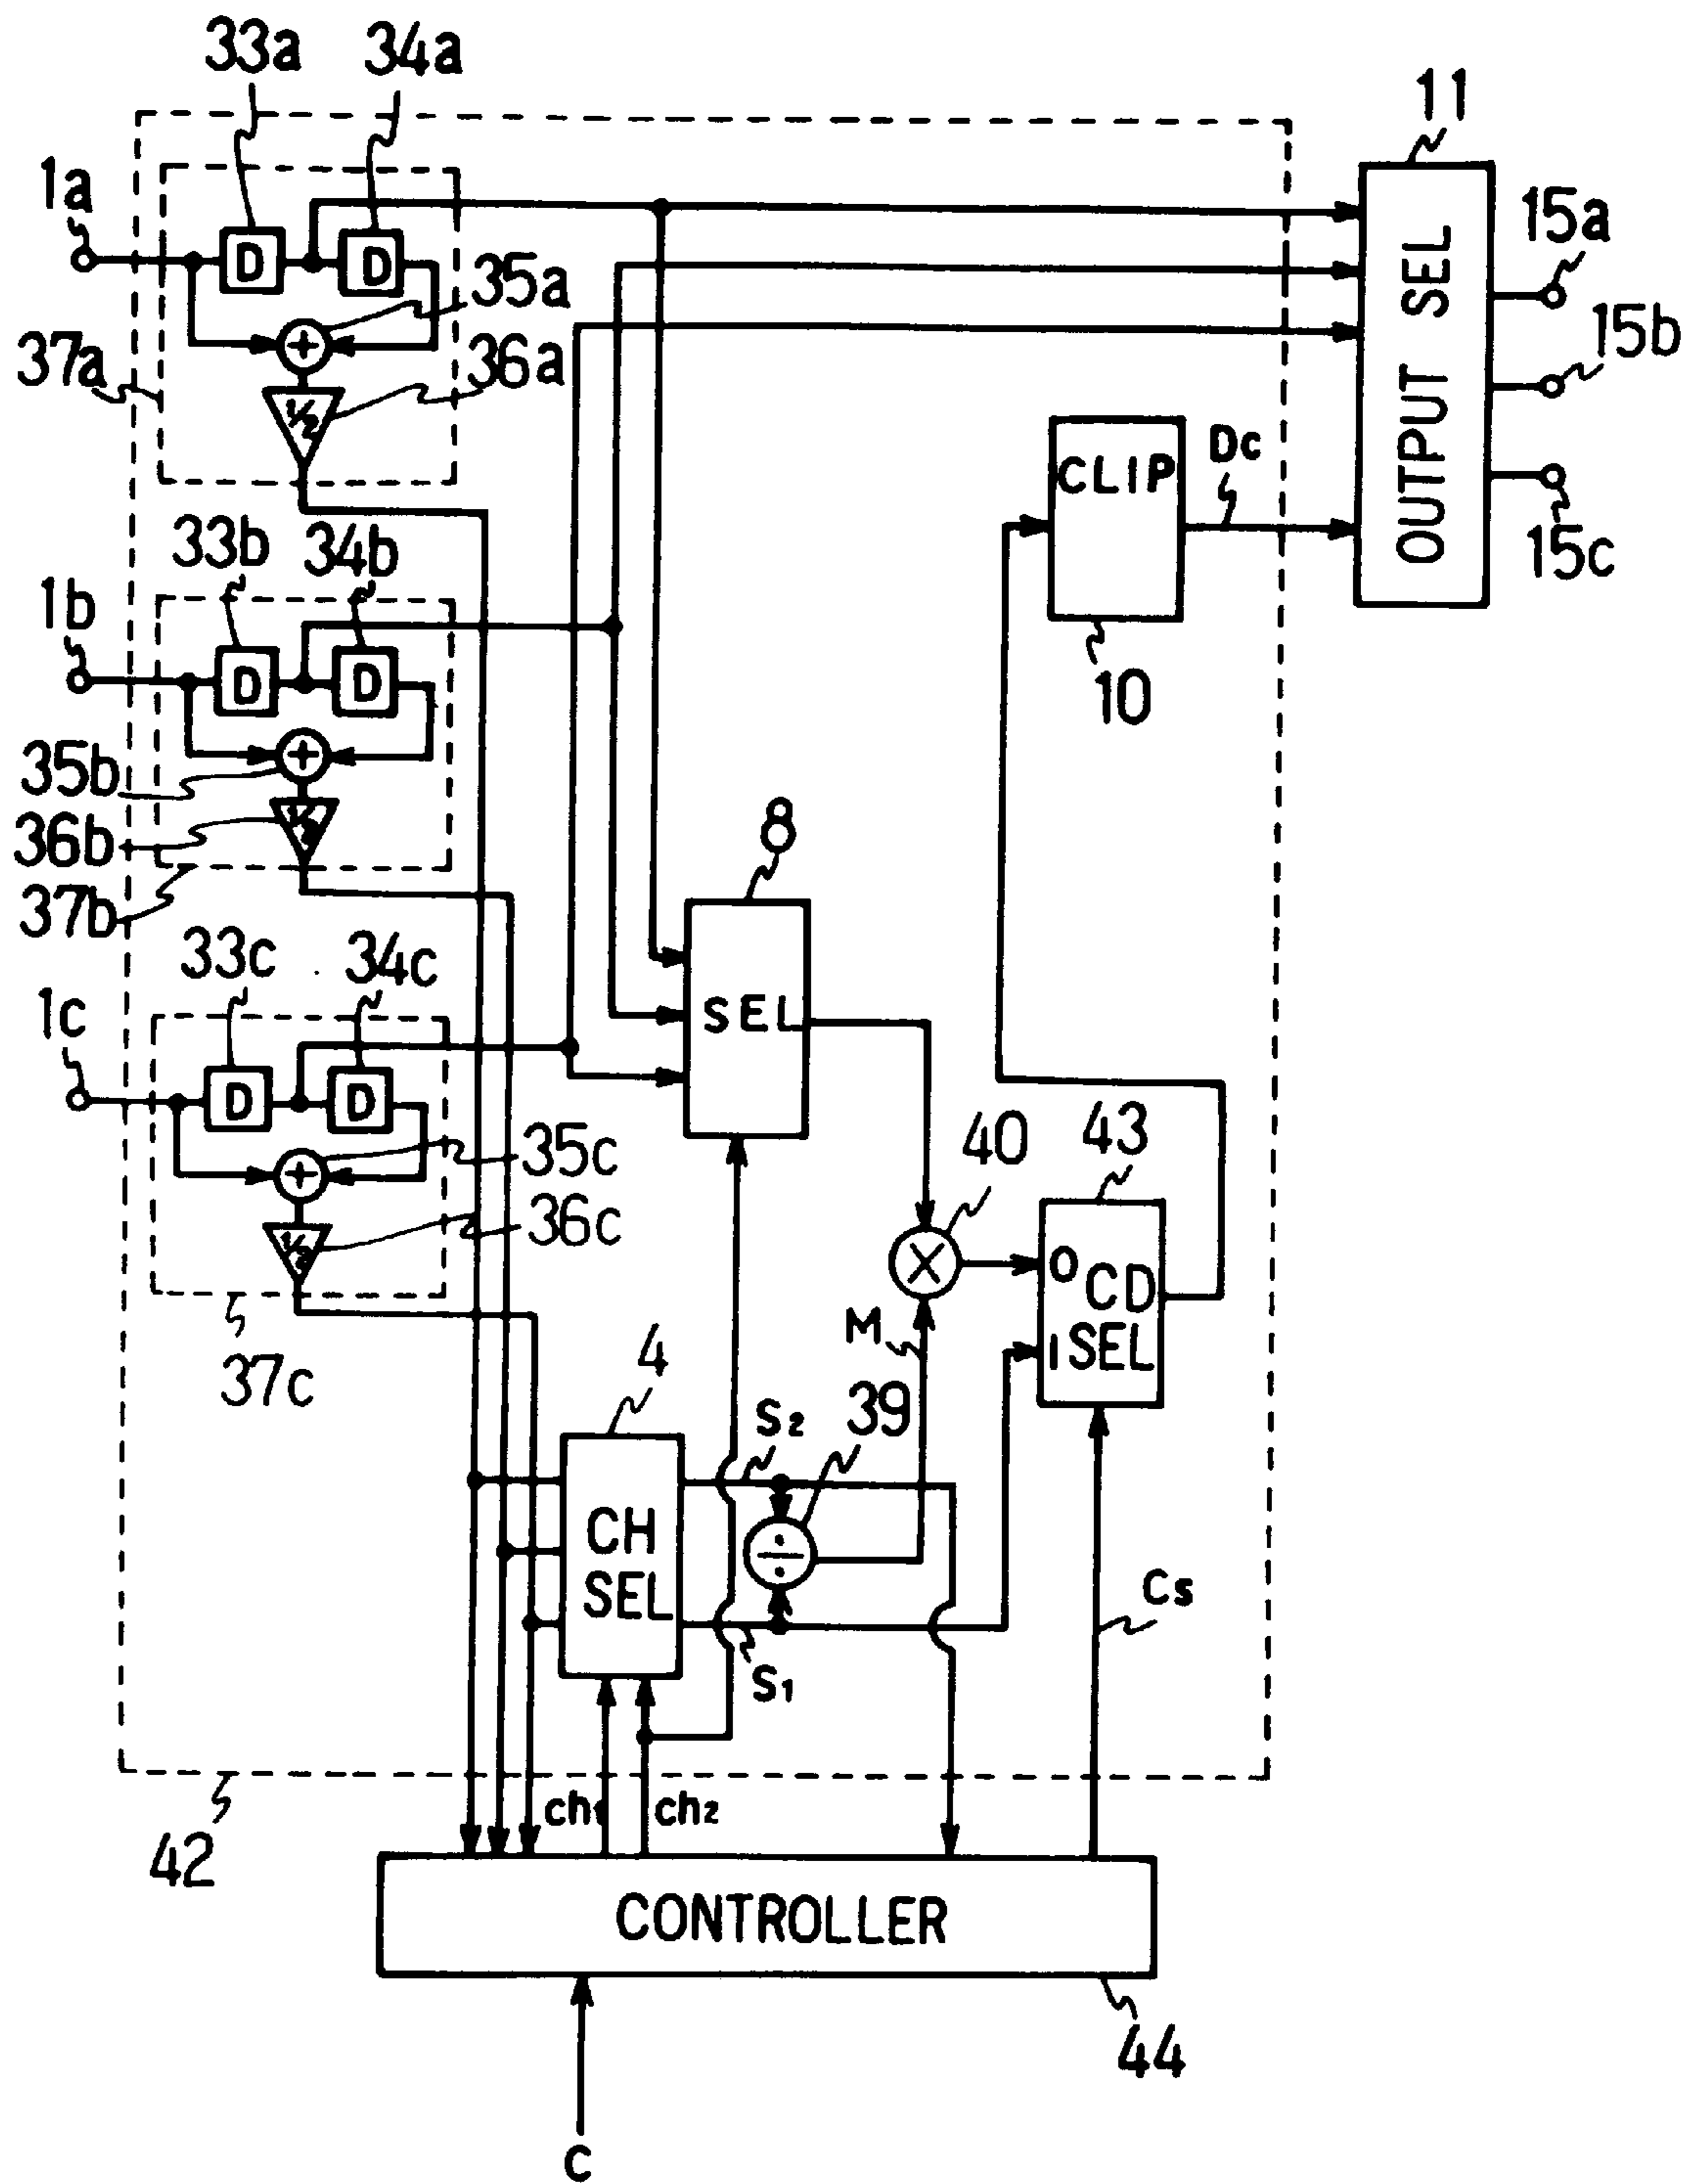 33a
34a
11
1a
D
D
15a
35a
+
37a
36a
1/2
15b
OUTPUT SEL
CLIP
Dc
15c
33b
34b
1b
D
D
10
35b
+
36b
37b
8
33c
34c
1c
SEL
D
D
40
43
35c
+
36c
37c
×
0
CD
1 SEL
M
4
S2
39
CH
SEL
÷
Cs
S1
ch1
ch2
42
CONTROLLER
44
C